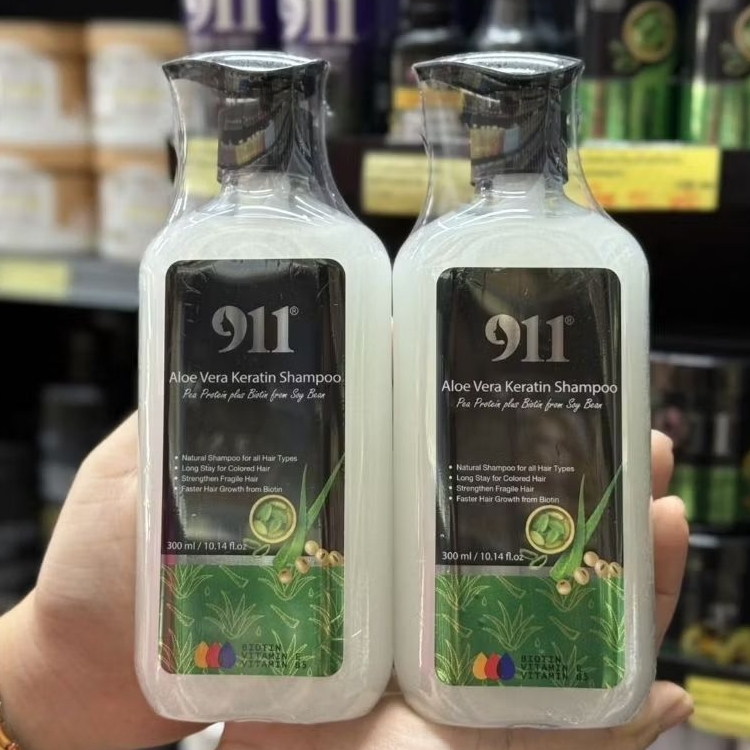 911
911
911®
Aloe Vera Keratin Shampoo
Pea Protein plus Biotin from Soy Bean
• Natural Shampoo for all Hair Types
• Long Stay for Colored Hair
• Strengthen Fragile Hair
• Faster Hair Growth from Biotin
300 ml / 10.14 fl.oz
BIOTIN
VITAMIN E
VITAMIN B5
911®
Aloe Vera Keratin Shampoo
Pea Protein plus Biotin from Soy Bean
• Natural Shampoo for all Hair Types
• Long Stay for Colored Hair
• Strengthen Fragile Hair
• Faster Hair Growth from Biotin
300 ml / 10.14 fl.oz
BIOTIN
VITAMIN E
VITAMIN B5